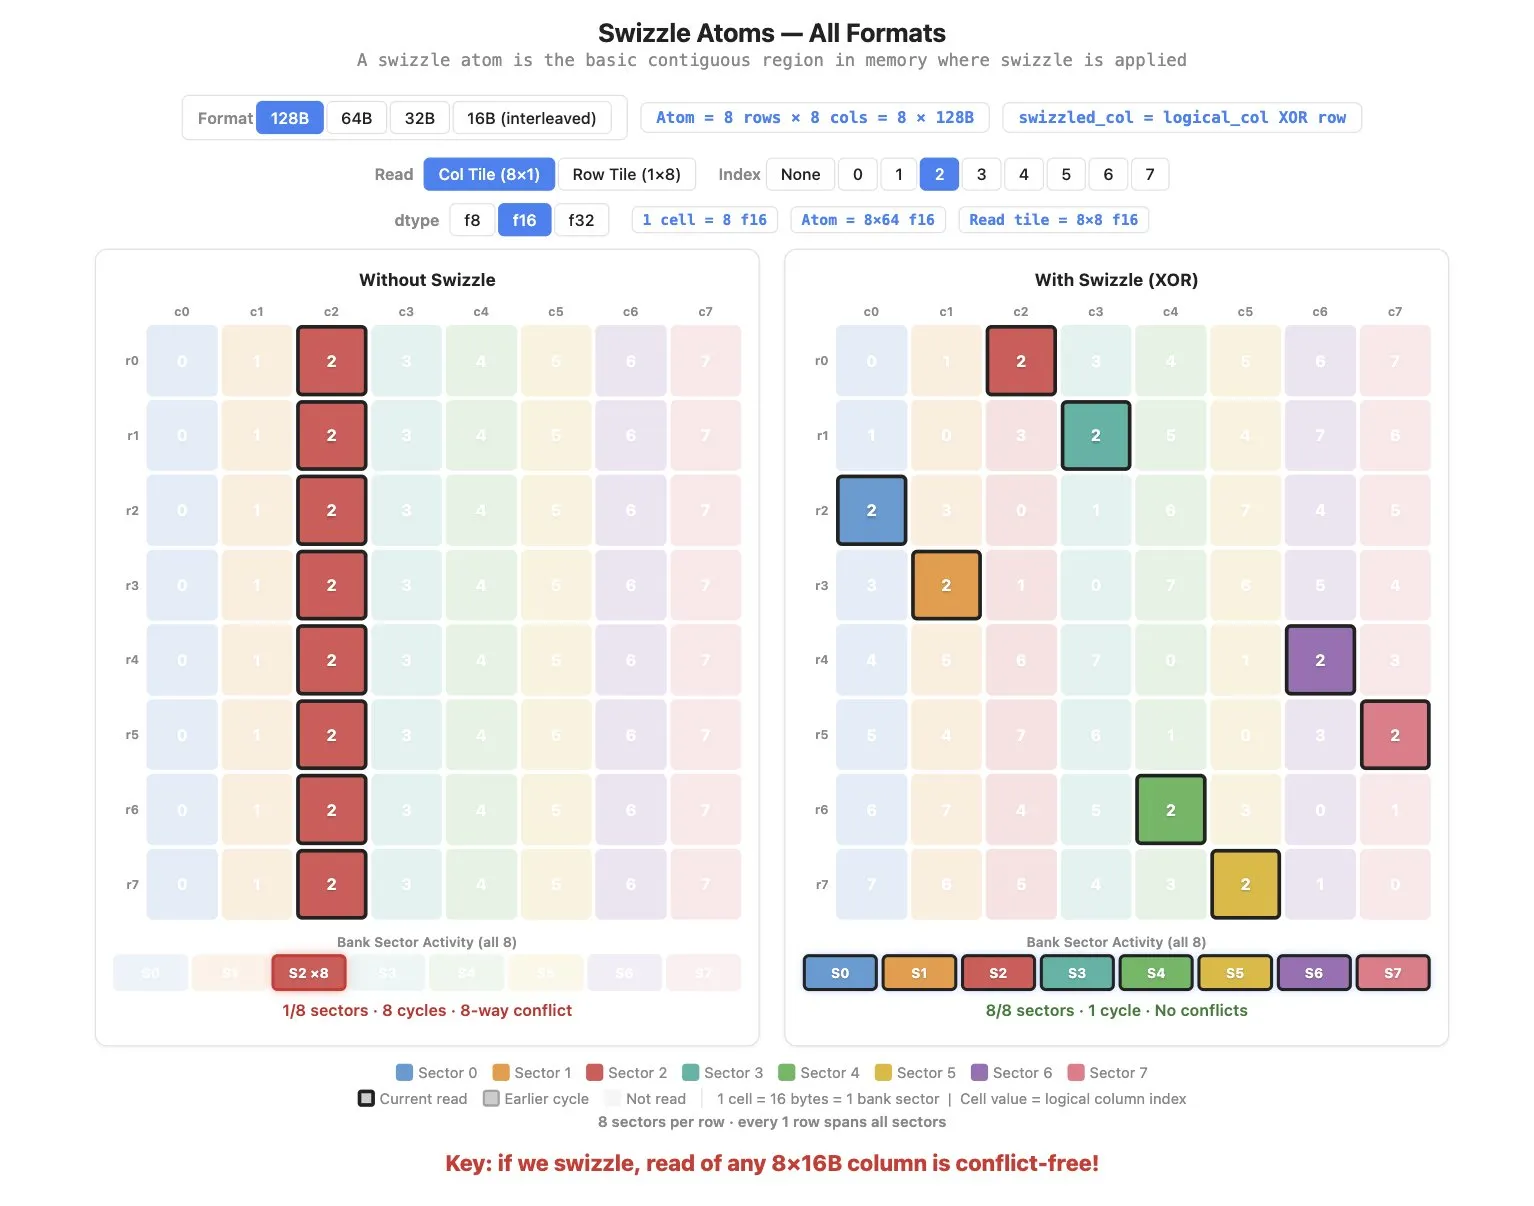 Swizzle Atoms — All Formats
A swizzle atom is the basic contiguous region in memory where swizzle is applied
Format 128B 64B 32B 16B (interleaved) Atom = 8 rows × 8 cols = 8 × 128B swizzled_col = logical_col XOR row
Read Col Tile (8×1) Row Tile (1×8) Index None 0 1 2 3 4 5 6 7
dtype f8 f16 f32 1 cell = 8 f16 Atom = 8×64 f16 Read tile = 8×8 f16
Without Swizzle
c0 c1 c2 c3 c4 c5 c6 c7
r0 0 1 2 3 4 5 6 7
r1 0 1 2 3 4 5 6 7
r2 0 1 2 3 4 5 6 7
r3 0 1 2 3 4 5 6 7
r4 0 1 2 3 4 5 6 7
r5 0 1 2 3 4 5 6 7
r6 0 1 2 3 4 5 6 7
r7 0 1 2 3 4 5 6 7
Bank Sector Activity (all 8)
S0 S1 S2 ×8 S3 S4 S5 S6 S7
1/8 sectors · 8 cycles · 8-way conflict
With Swizzle (XOR)
c0 c1 c2 c3 c4 c5 c6 c7
r0 0 1 2 3 4 5 6 7
r1 1 0 3 2 5 4 7 6
r2 2 3 0 1 6 7 4 5
r3 3 2 1 0 7 6 5 4
r4 4 5 6 7 0 1 2 3
r5 5 4 7 6 1 0 3 2
r6 6 7 4 5 2 3 0 1
r7 7 6 5 4 3 2 1 0
Bank Sector Activity (all 8)
S0 S1 S2 S3 S4 S5 S6 S7
8/8 sectors · 1 cycle · No conflicts
Sector 0 Sector 1 Sector 2 Sector 3 Sector 4 Sector 5 Sector 6 Sector 7
Current read Earlier cycle Not read 1 cell = 16 bytes = 1 bank sector | Cell value = logical column index
8 sectors per row · every 1 row spans all sectors
Key: if we swizzle, read of any 8×16B column is conflict-free!